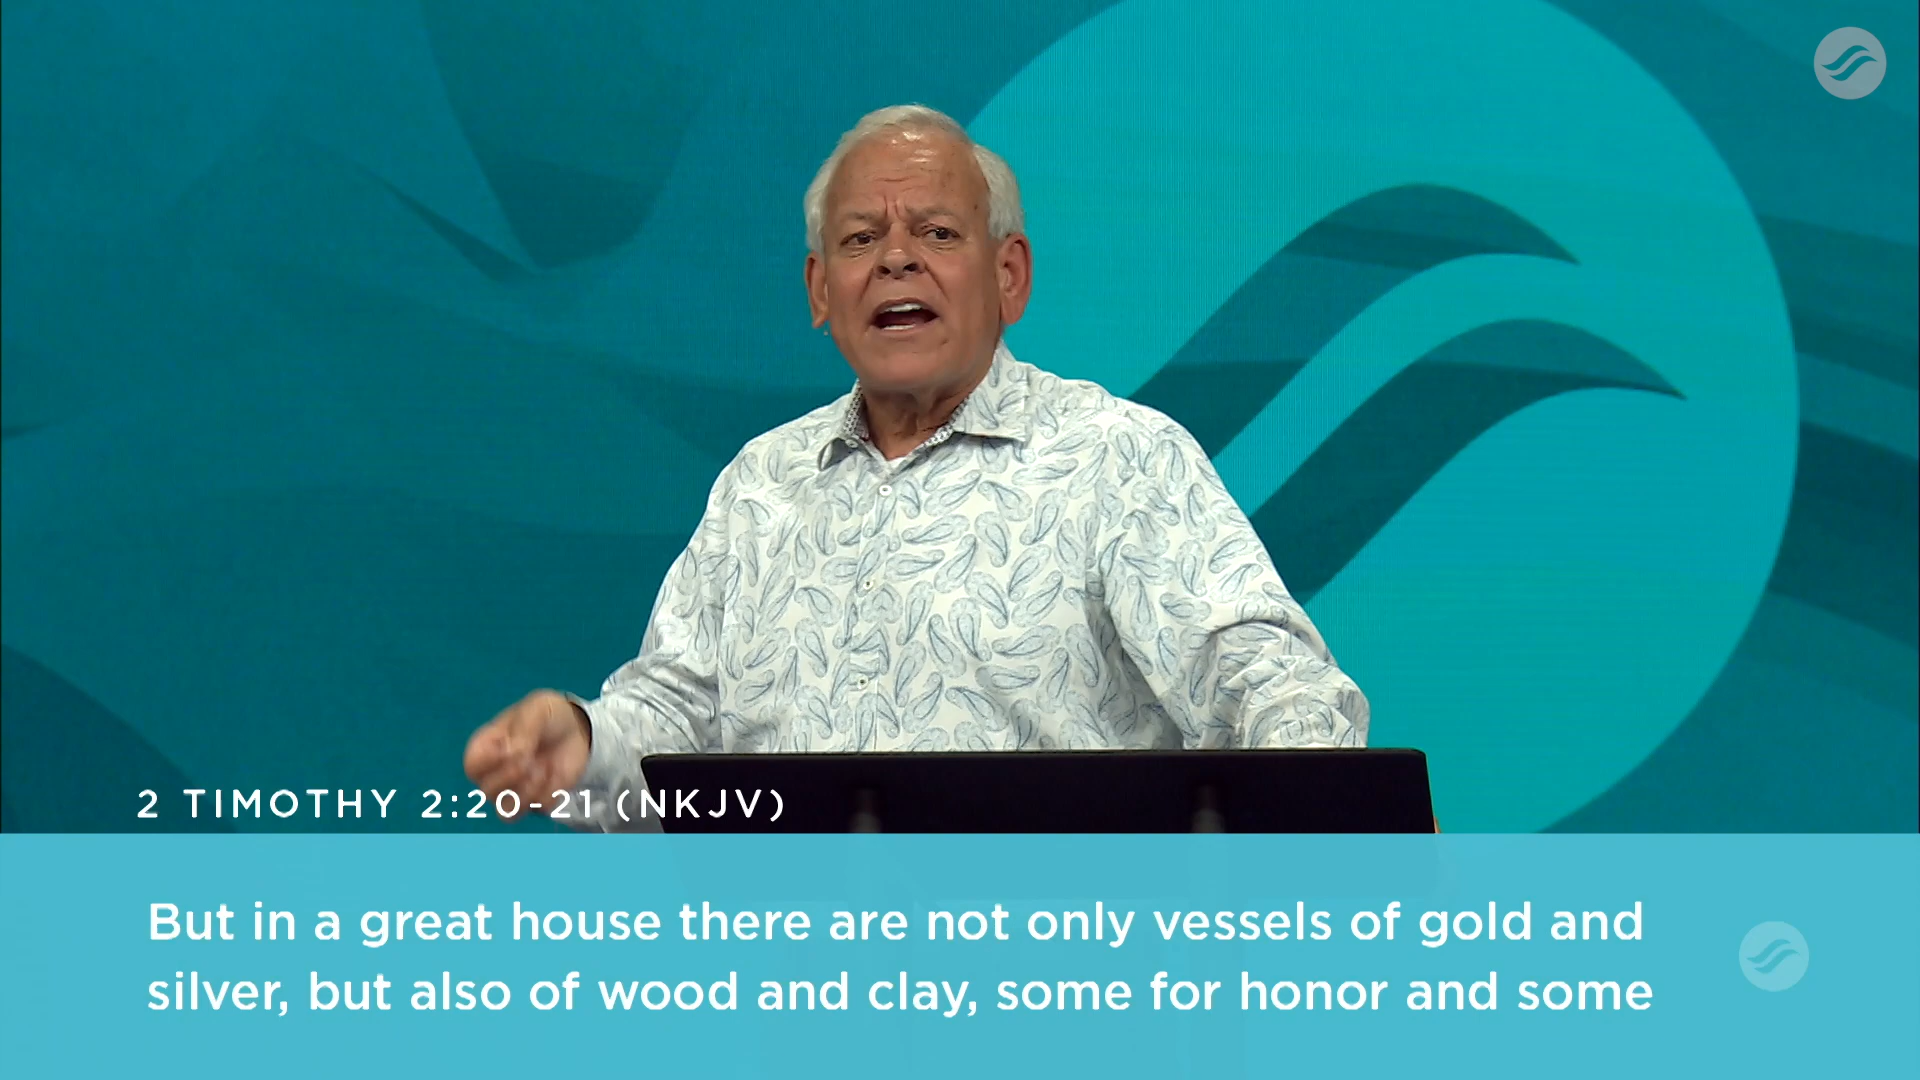 2 TIMOTHY 2:20-21 (NKJV)
But in a great house there are not only vessels of gold and
silver, but also of wood and clay, some for honor and some